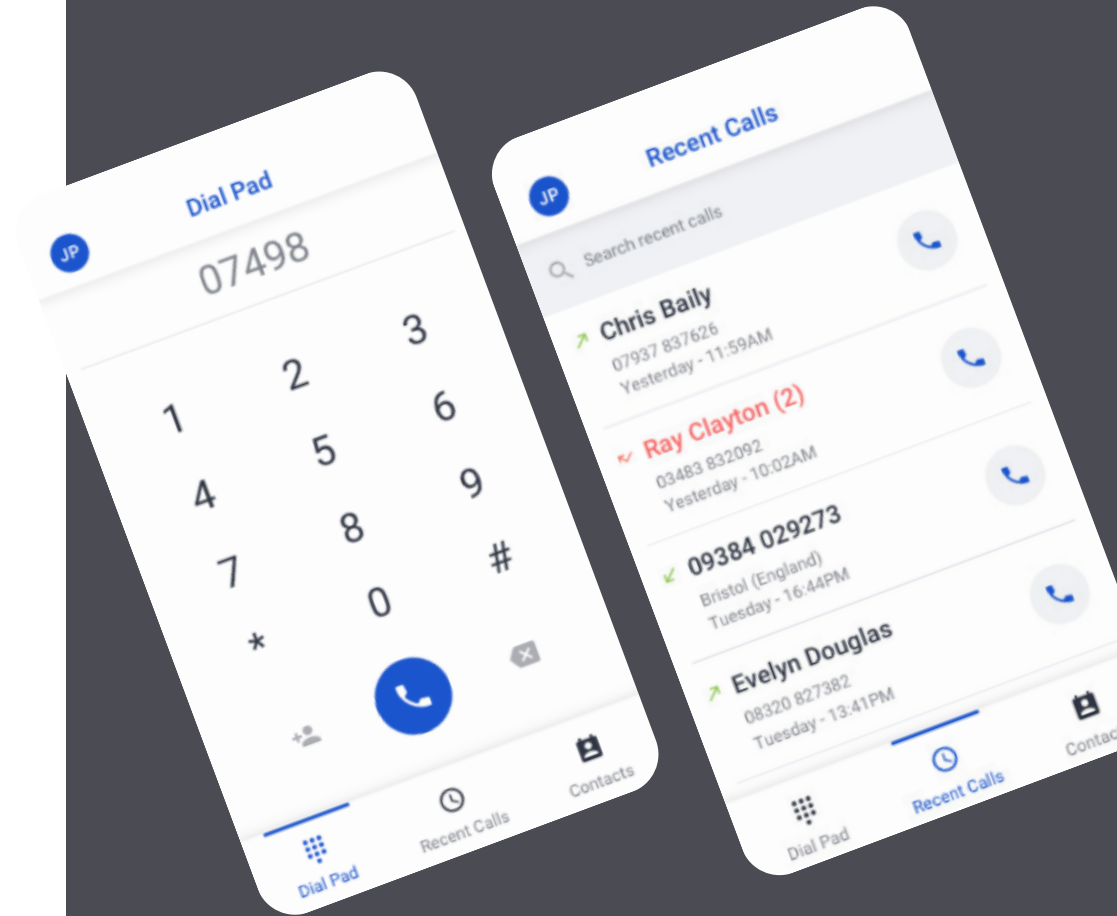 Dial Pad
JP
07498
1 2 3
4 5 6
7 8 9
* 0 #
Dial Pad
Recent Calls
Contacts
Recent Calls
JP
Search recent calls
Chris Baily
07937 837626
Yesterday - 11:59AM
Ray Clayton (2)
03483 832092
Yesterday - 10:02AM
09384 029273
Bristol (England)
Tuesday - 16:44PM
Evelyn Douglas
08320 827382
Tuesday - 13:41PM
Dial Pad
Recent Calls
Contac